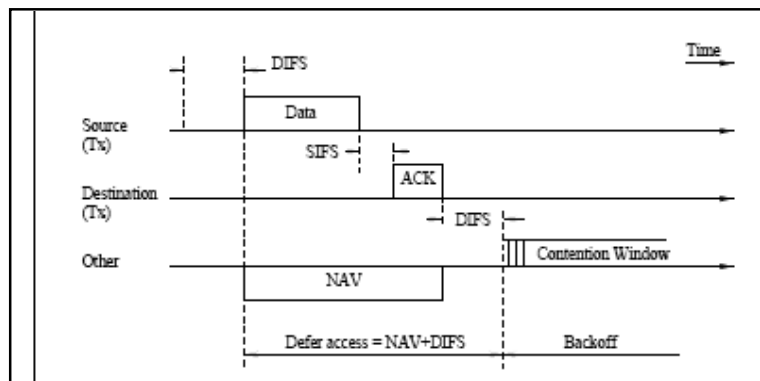 DIFS
Time
Data
Source
(Tx)
SIFS
ACK
Destination
(Tx)
DIFS
Contention Window
Other
NAV
Defer access = NAV+DIFS
Backoff